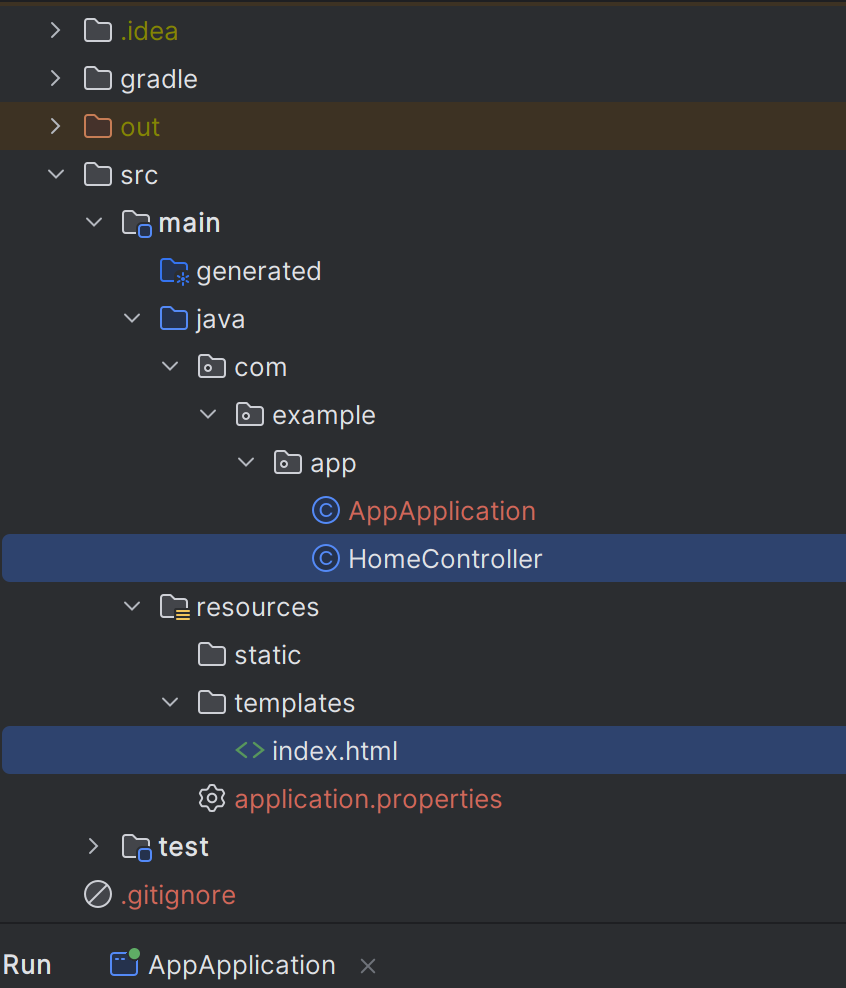 .idea
gradle
out
src
main
generated
java
com
example
app
AppApplication
HomeController
resources
static
templates
index.html
application.properties
test
.gitignore
Run AppApplication